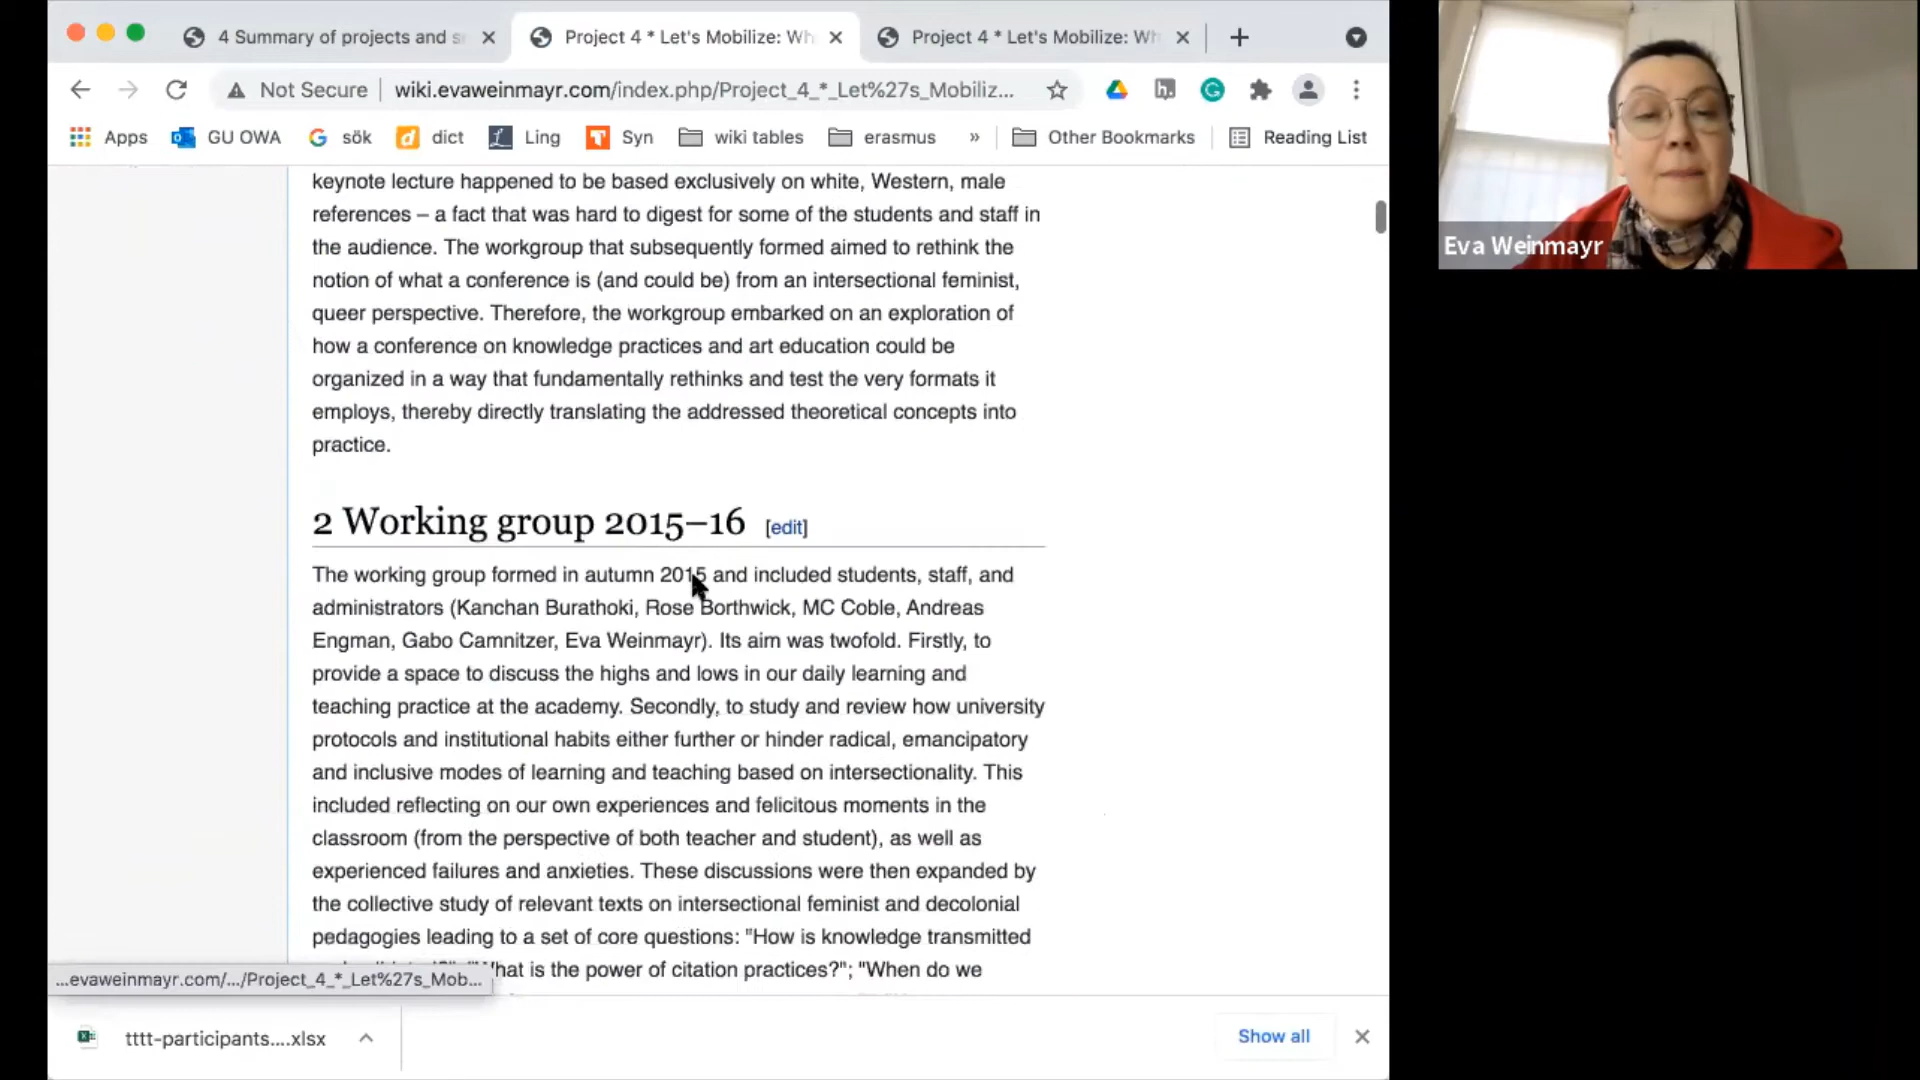 4 Summary of projects and
Project 4 * Let's Mobilize: Wh
Project 4 * Let's Mobilize: Wh
Not Secure
wiki.evaweinmayr.com/index.php/Project_4_*_Let%27s_Mobiliz...
Apps
GU OWA
sök
dict
Ling
Syn
wiki tables
erasmus
»
Other Bookmarks
Reading List
keynote lecture happened to be based exclusively on white, Western, male
references – a fact that was hard to digest for some of the students and staff in
the audience. The workgroup that subsequently formed aimed to rethink the
notion of what a conference is (and could be) from an intersectional feminist,
queer perspective. Therefore, the workgroup embarked on an exploration of
how a conference on knowledge practices and art education could be
organized in a way that fundamentally rethinks and test the very formats it
employs, thereby directly translating the addressed theoretical concepts into
practice.
2 Working group 2015–16 [edit]
The working group formed in autumn 2015 and included students, staff, and
administrators (Kanchan Burathoki, Rose Borthwick, MC Coble, Andreas
Engman, Gabo Camnitzer, Eva Weinmayr). Its aim was twofold. Firstly, to
provide a space to discuss the highs and lows in our daily learning and
teaching practice at the academy. Secondly, to study and review how university
protocols and institutional habits either further or hinder radical, emancipatory
and inclusive modes of learning and teaching based on intersectionality. This
included reflecting on our own experiences and felicitous moments in the
classroom (from the perspective of both teacher and student), as well as
experienced failures and anxieties. These discussions were then expanded by
the collective study of relevant texts on intersectional feminist and decolonial
pedagogies leading to a set of core questions: "How is knowledge transmitted
hat is the power of citation practices?"; "When do we
...evaweinmayr.com/.../Project_4_*_Let%27s_Mob...
tttt-participants....xlsx
Show all
Eva Weinmayr